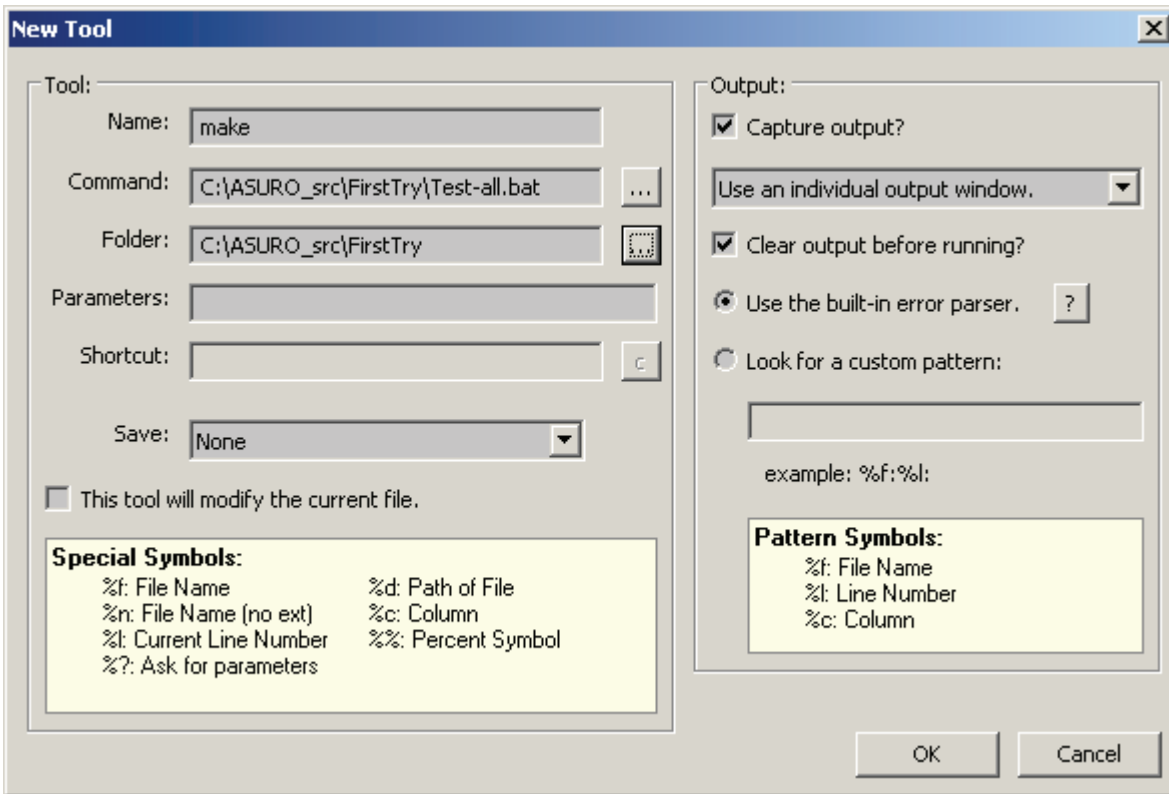 New Tool
Tool:
Name: make
Command: C:\ASURO_src\FirstTry\Test-all.bat ...
Folder: C:\ASURO_src\FirstTry ...
Parameters:
Shortcut: c
Save: None
This tool will modify the current file.
Special Symbols:
%f: File Name %d: Path of File
%n: File Name (no ext) %c: Column
%l: Current Line Number %%: Percent Symbol
%?: Ask for parameters
Output:
Capture output?
Use an individual output window.
Clear output before running?
Use the built-in error parser. ?
Look for a custom pattern:
example: %f:%l:
Pattern Symbols:
%f: File Name
%l: Line Number
%c: Column
OK Cancel